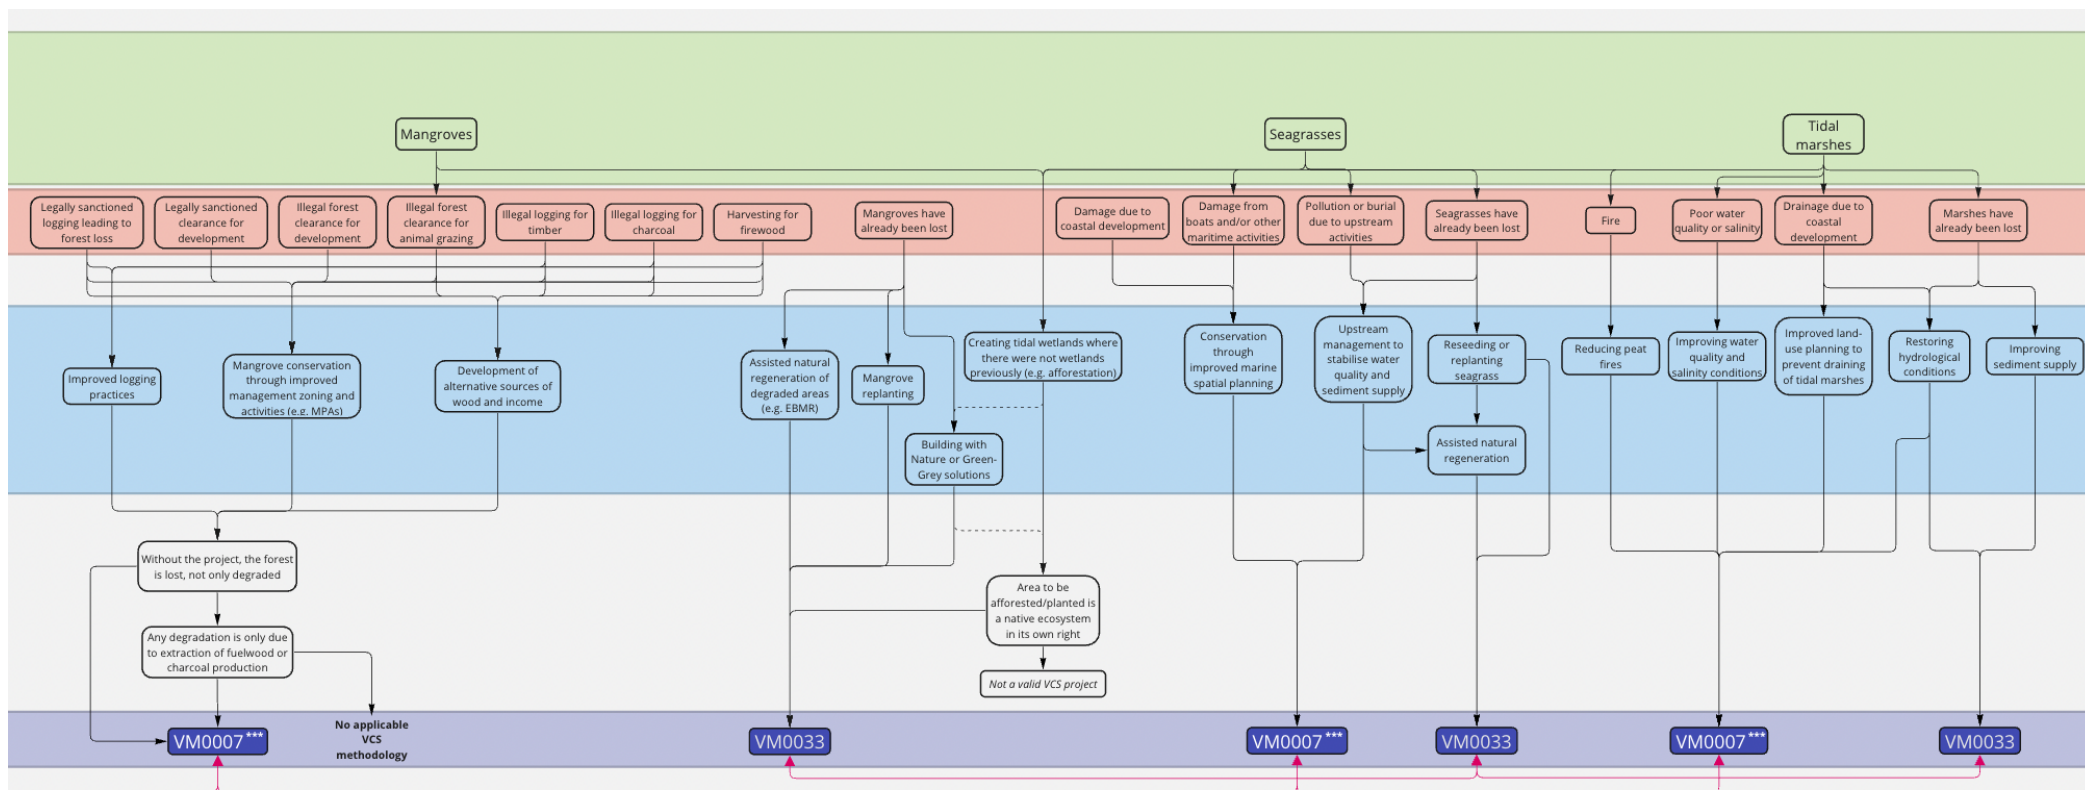 Mangroves
Seagrasses
Tidal
marshes
Legally sanctioned
logging leading to
forest loss
Legally sanctioned
clearance for
development
Illegal forest
clearance for
development
Illegal forest
clearance for
animal grazing
Illegal logging for
timber
Illegal logging for
charcoal
Harvesting for
firewood
Mangroves have
already been lost
Damage due to
coastal development
Damage from
boats and/or other
maritime activities
Pollution or burial
due to upstream
activities
Seagrasses have
already been lost
Fire
Poor water
quality or salinity
Drainage due to
coastal
development
Marshes have
already been lost
Improved logging
practices
Mangrove conservation
through improved
management zoning and
activities (e.g. MPAs)
Development of
alternative sources of
wood and income
Assisted natural
regeneration of
degraded areas
(e.g. EBMR)
Mangrove
replanting
Building with
Nature or Green-
Grey solutions
Creating tidal wetlands where
there were not wetlands
previously (e.g. afforestation)
Conservation
through
improved marine
spatial planning
Upstream
management to
stabilise water
quality and
sediment supply
Reseeding or
replanting
seagrass
Assisted natural
regeneration
Reducing peat
fires
Improving water
quality and
salinity conditions
Improved land-
use planning to
prevent draining
of tidal marshes
Restoring
hydrological
conditions
Improving
sediment supply
Without the project, the forest
is lost, not only degraded
Any degradation is only due
to extraction of fuelwood or
charcoal production
Area to be
afforested/planted is
a native ecosystem
in its own right
Not a valid VCS project
VM0007***
No applicable
VCS
methodology
VM0033
VM0007***
VM0033
VM0007***
VM0033